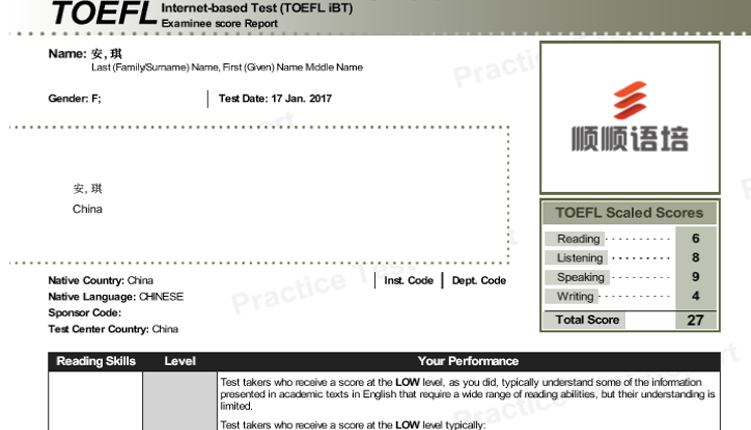 TOEFL
Internet-based Test (TOEFL iBT)
Examinee score Report
Name: 安, 琪
Last (Family/Surname) Name, First (Given) Name Middle Name
Gender: F;
Test Date: 17 Jan. 2017
顺顺语培
安, 琪
China
TOEFL Scaled Scores
Reading 6
Listening 8
Speaking 9
Writing 4
Total Score 27
Native Country: China
Inst. Code
Dept. Code
Native Language: CHINESE
Sponsor Code:
Test Center Country: China
Practice Test
Reading Skills
Level
Your Performance
Test takers who receive a score at the LOW level, as you did, typically understand some of the information
presented in academic texts in English that require a wide range of reading abilities, but their understanding is
limited.
Test takers who receive a score at the LOW level typically: